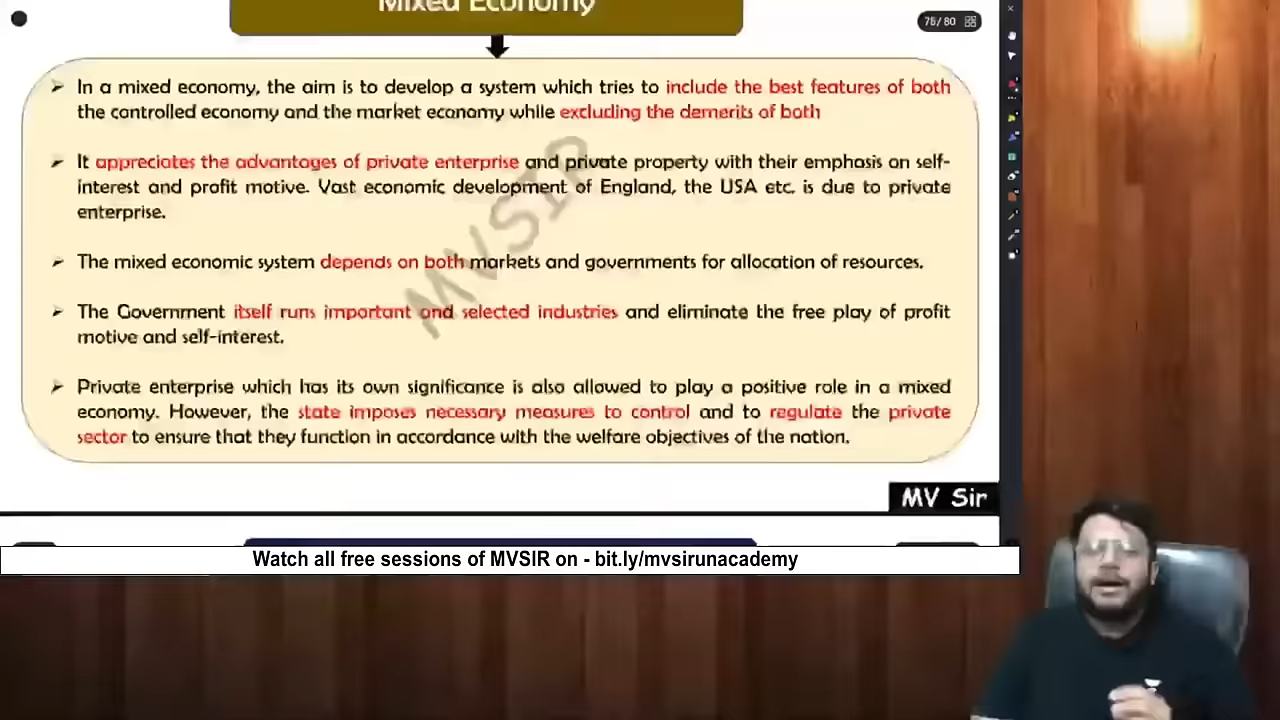 Mixed Economy
75/80
In a mixed economy, the aim is to develop a system which tries to include the best features of both
the controlled economy and the market economy while excluding the demerits of both
It appreciates the advantages of private enterprise and private property with their emphasis on self-
interest and profit motive. Vast economic development of England, the USA etc. is due to private
enterprise.
The mixed economic system depends on both markets and governments for allocation of resources.
The Government itself runs important and selected industries and eliminate the free play of profit
motive and self-interest.
Private enterprise which has its own significance is also allowed to play a positive role in a mixed
economy. However, the state imposes necessary measures to control and to regulate the private
sector to ensure that they function in accordance with the welfare objectives of the nation.
MVSIR
MV Sir
Watch all free sessions of MVSIR on - bit.ly/mvsirunacademy